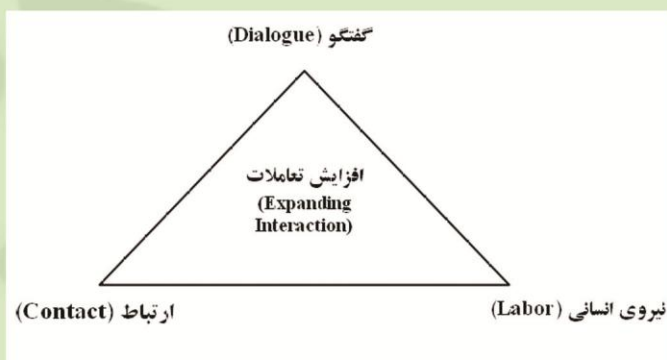 گفتگو (Dialogue)
افزایش تعاملات
(Expanding
Interaction)
ارتباط (Contact)
نیروی انسانی (Labor)